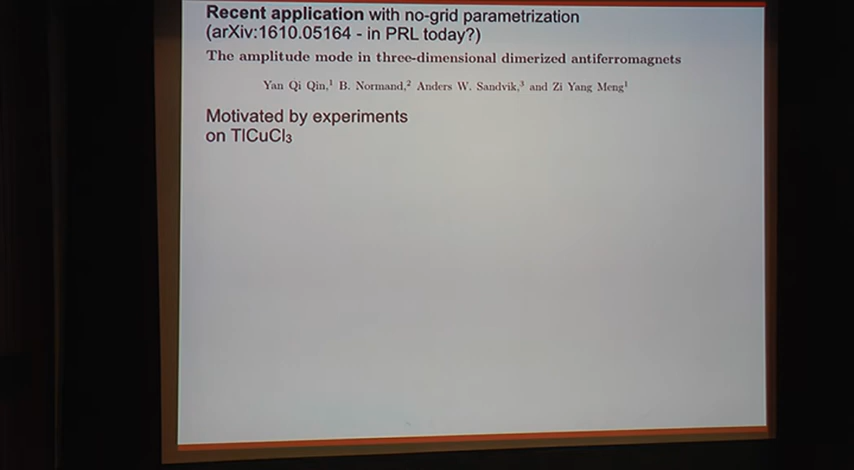 Recent application with no-grid parametrization
(arXiv:1610.05164 - in PRL today?)
The amplitude mode in three-dimensional dimerized antiferromagnets
Yan Qi Qin,¹ B. Normand,² Anders W. Sandvik,³ and Zi Yang Meng¹
Motivated by experiments
on TlCuCl₃